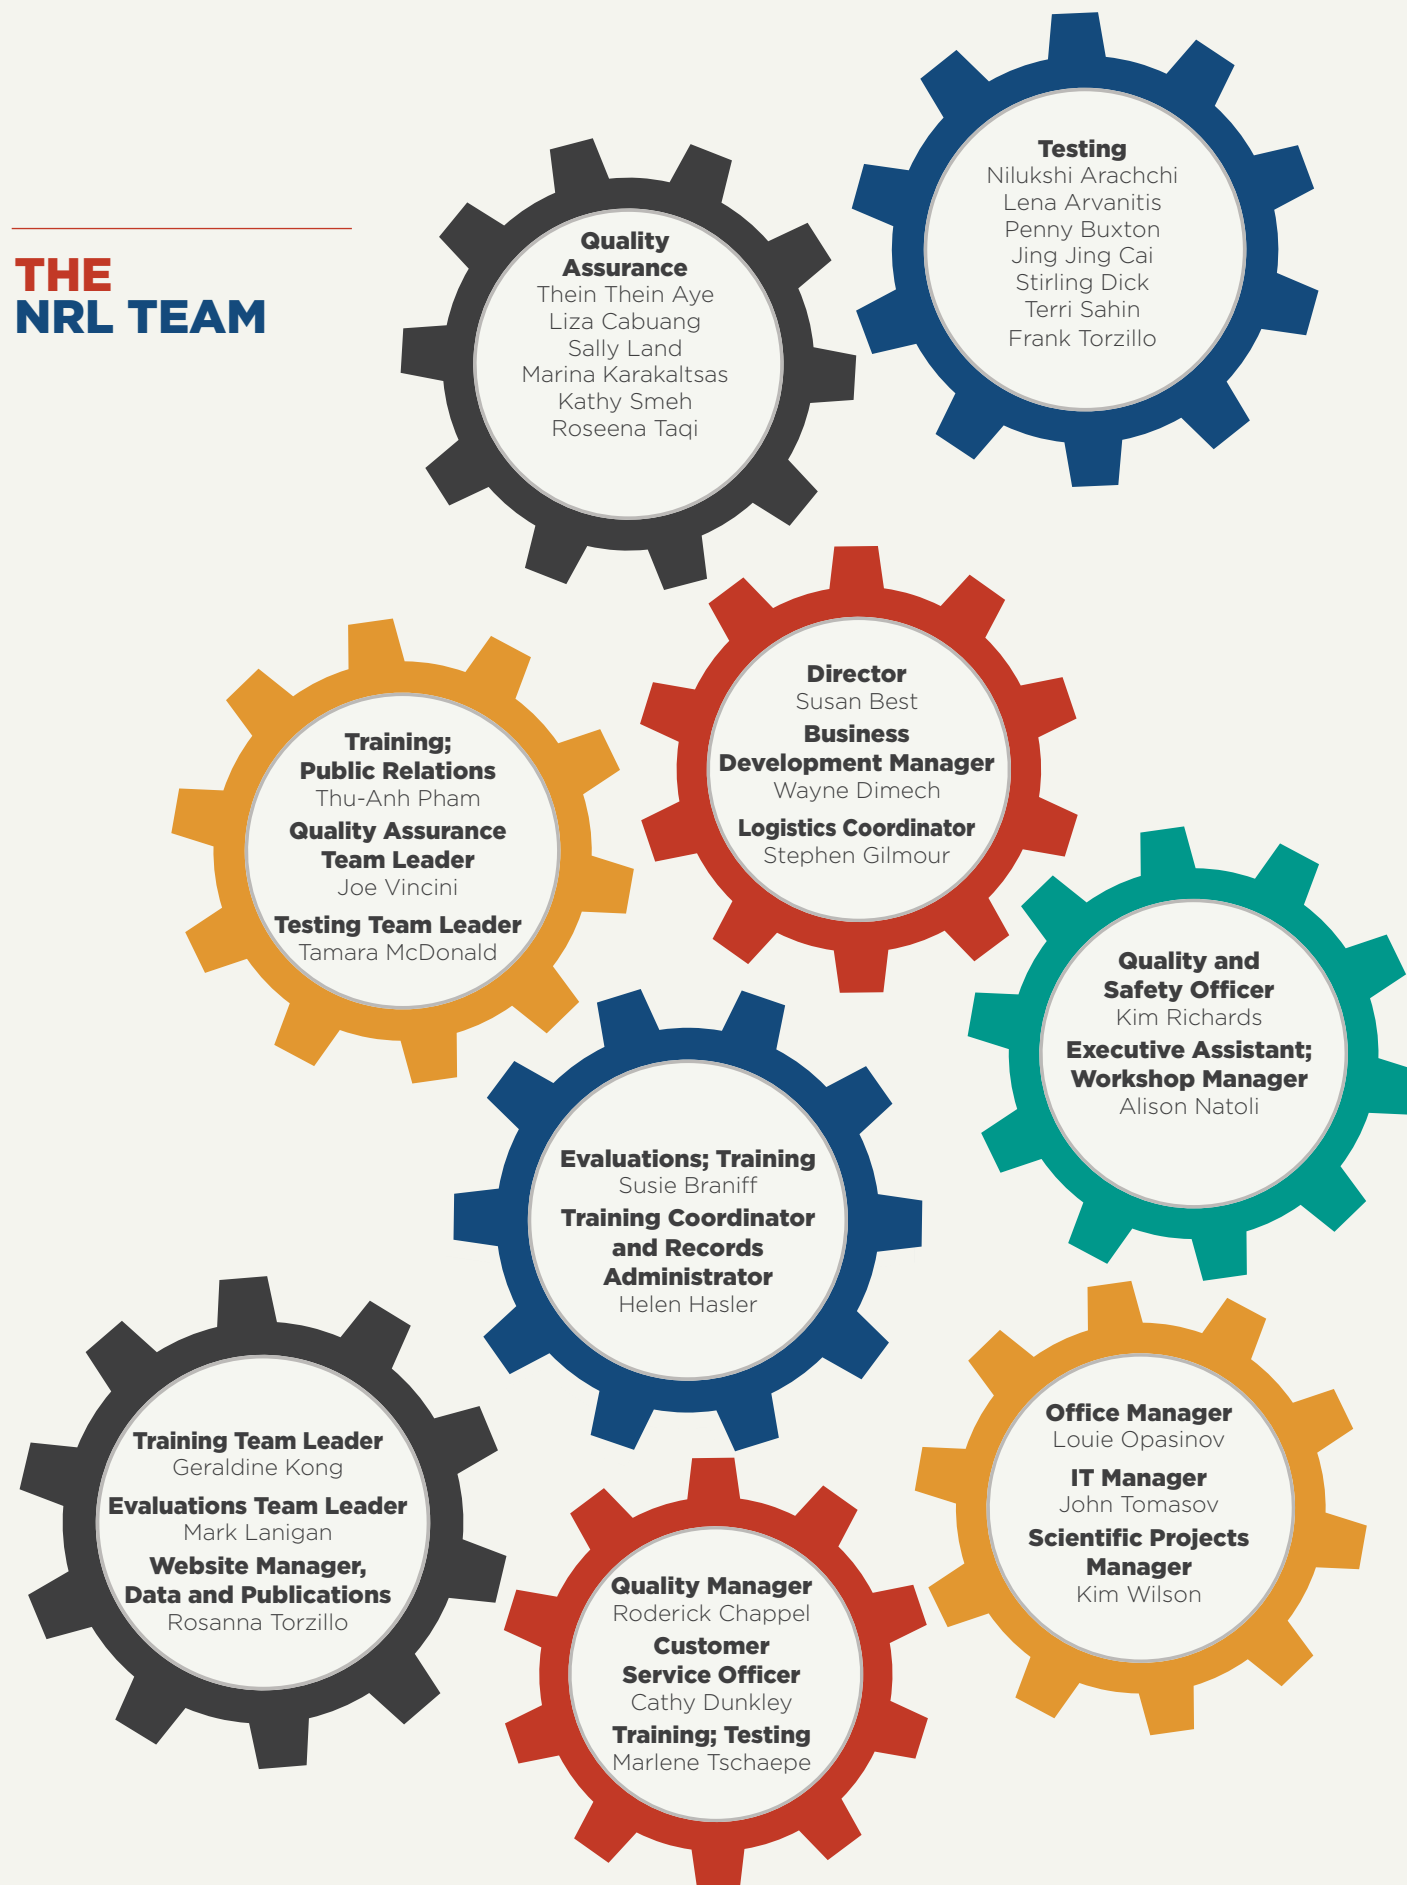 THE
NRL TEAM
Testing
Nilukshi Arachchi
Lena Arvanitis
Penny Buxton
Jing Jing Cai
Stirling Dick
Terri Sahin
Frank Torzillo
Quality
Assurance
Thein Thein Aye
Liza Cabuang
Sally Land
Marina Karakaltsas
Kathy Smeh
Roseena Taqi
Director
Susan Best
Business
Development Manager
Wayne Dimech
Logistics Coordinator
Stephen Gilmour
Training;
Public Relations
Thu-Anh Pham
Quality Assurance
Team Leader
Joe Vincini
Testing Team Leader
Tamara McDonald
Quality and
Safety Officer
Kim Richards
Executive Assistant;
Workshop Manager
Alison Natoli
Evaluations; Training
Susie Braniff
Training Coordinator
and Records
Administrator
Helen Hasler
Training Team Leader
Geraldine Kong
Evaluations Team Leader
Mark Lanigan
Website Manager,
Data and Publications
Rosanna Torzillo
Office Manager
Louie Opasinov
IT Manager
John Tomasov
Scientific Projects
Manager
Kim Wilson
Quality Manager
Roderick Chappel
Customer
Service Officer
Cathy Dunkley
Training; Testing
Marlene Tschaepe